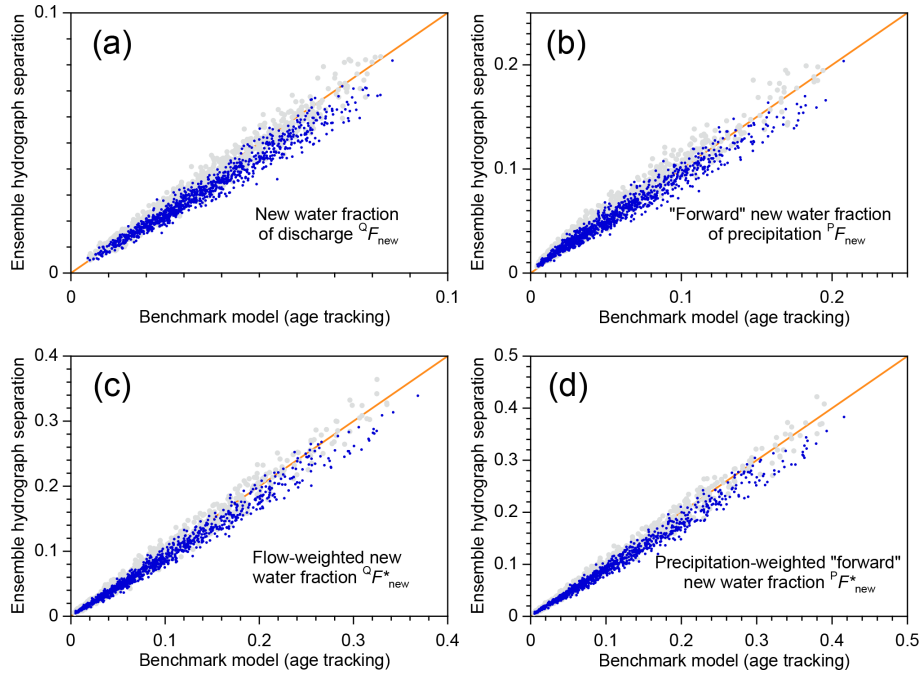 0.1
(a)
Ensemble hydrograph separation
New water fraction
of discharge QFnew
0
0
0.1
Benchmark model (age tracking)
(b)
0.2
Ensemble hydrograph separation
0.1
"Forward" new water fraction
of precipitation PFnew
0
0
0.1
0.2
Benchmark model (age tracking)
0.4
(c)
0.3
Ensemble hydrograph separation
0.2
0.1
Flow-weighted new
water fraction QF*new
0
0
0.1
0.2
0.3
0.4
Benchmark model (age tracking)
0.5
(d)
0.4
Ensemble hydrograph separation
0.3
0.2
0.1
Precipitation-weighted "forward"
new water fraction PF*new
0
0
0.1
0.2
0.3
0.4
0.5
Benchmark model (age tracking)